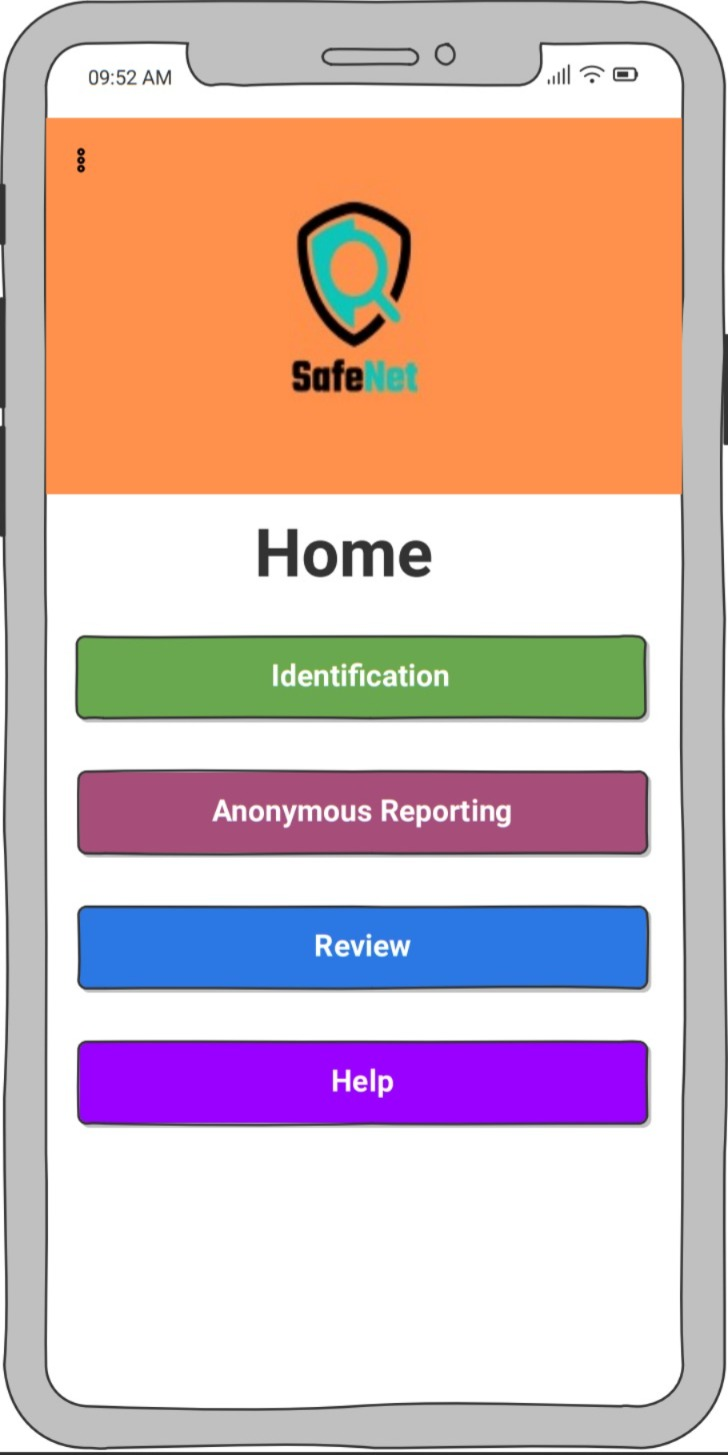 09:52 AM
SafeNet
Home
Identification
Anonymous Reporting
Review
Help